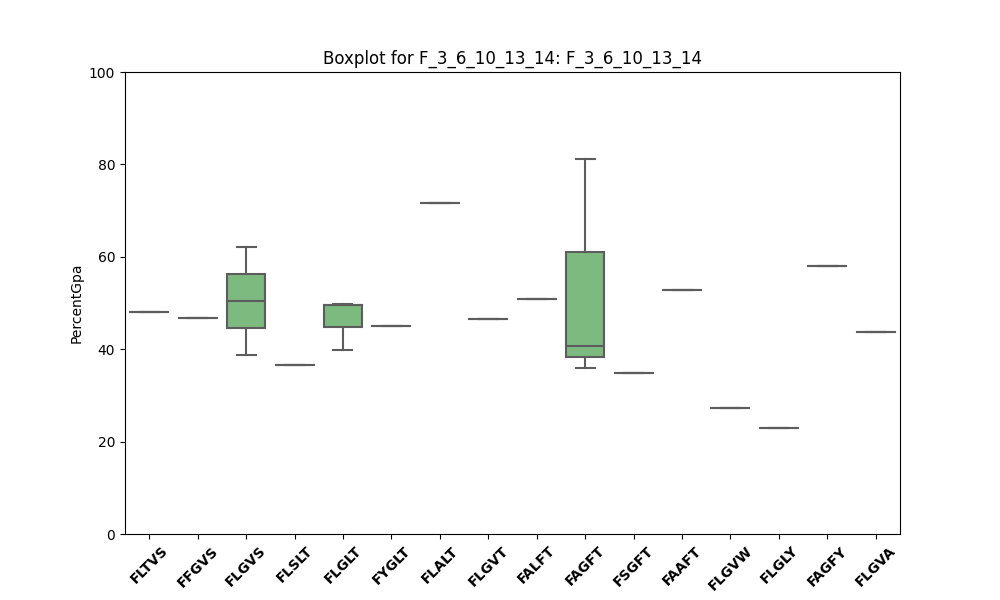 Boxplot for F_3_6_10_13_14: F_3_6_10_13_14
100
80
60
40
20
0
PercentGpa
FLTVS
FFGVS
FLGVS
FLSLT
FLGLT
FYGLT
FLALT
FLGVT
FALFT
FAGFT
FSGFT
FAAFT
FLGVW
FLGLY
FAGFY
FLGVA